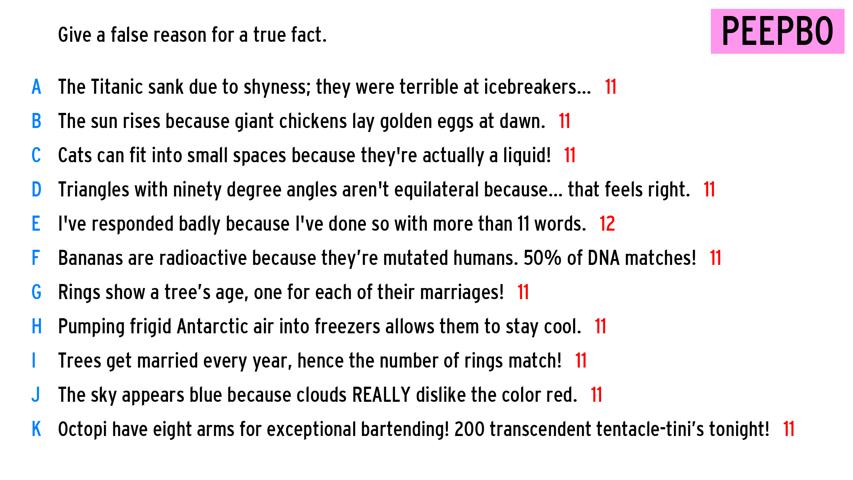 Give a false reason for a true fact.
PEEPBO
A The Titanic sank due to shyness; they were terrible at icebreakers... 11
B The sun rises because giant chickens lay golden eggs at dawn. 11
C Cats can fit into small spaces because they're actually a liquid! 11
D Triangles with ninety degree angles aren't equilateral because... that feels right. 11
E I've responded badly because I've done so with more than 11 words. 12
F Bananas are radioactive because they’re mutated humans. 50% of DNA matches! 11
G Rings show a tree’s age, one for each of their marriages! 11
H Pumping frigid Antarctic air into freezers allows them to stay cool. 11
I Trees get married every year, hence the number of rings match! 11
J The sky appears blue because clouds REALLY dislike the color red. 11
K Octopi have eight arms for exceptional bartending! 200 transcendent tentacle-tini’s tonight! 11